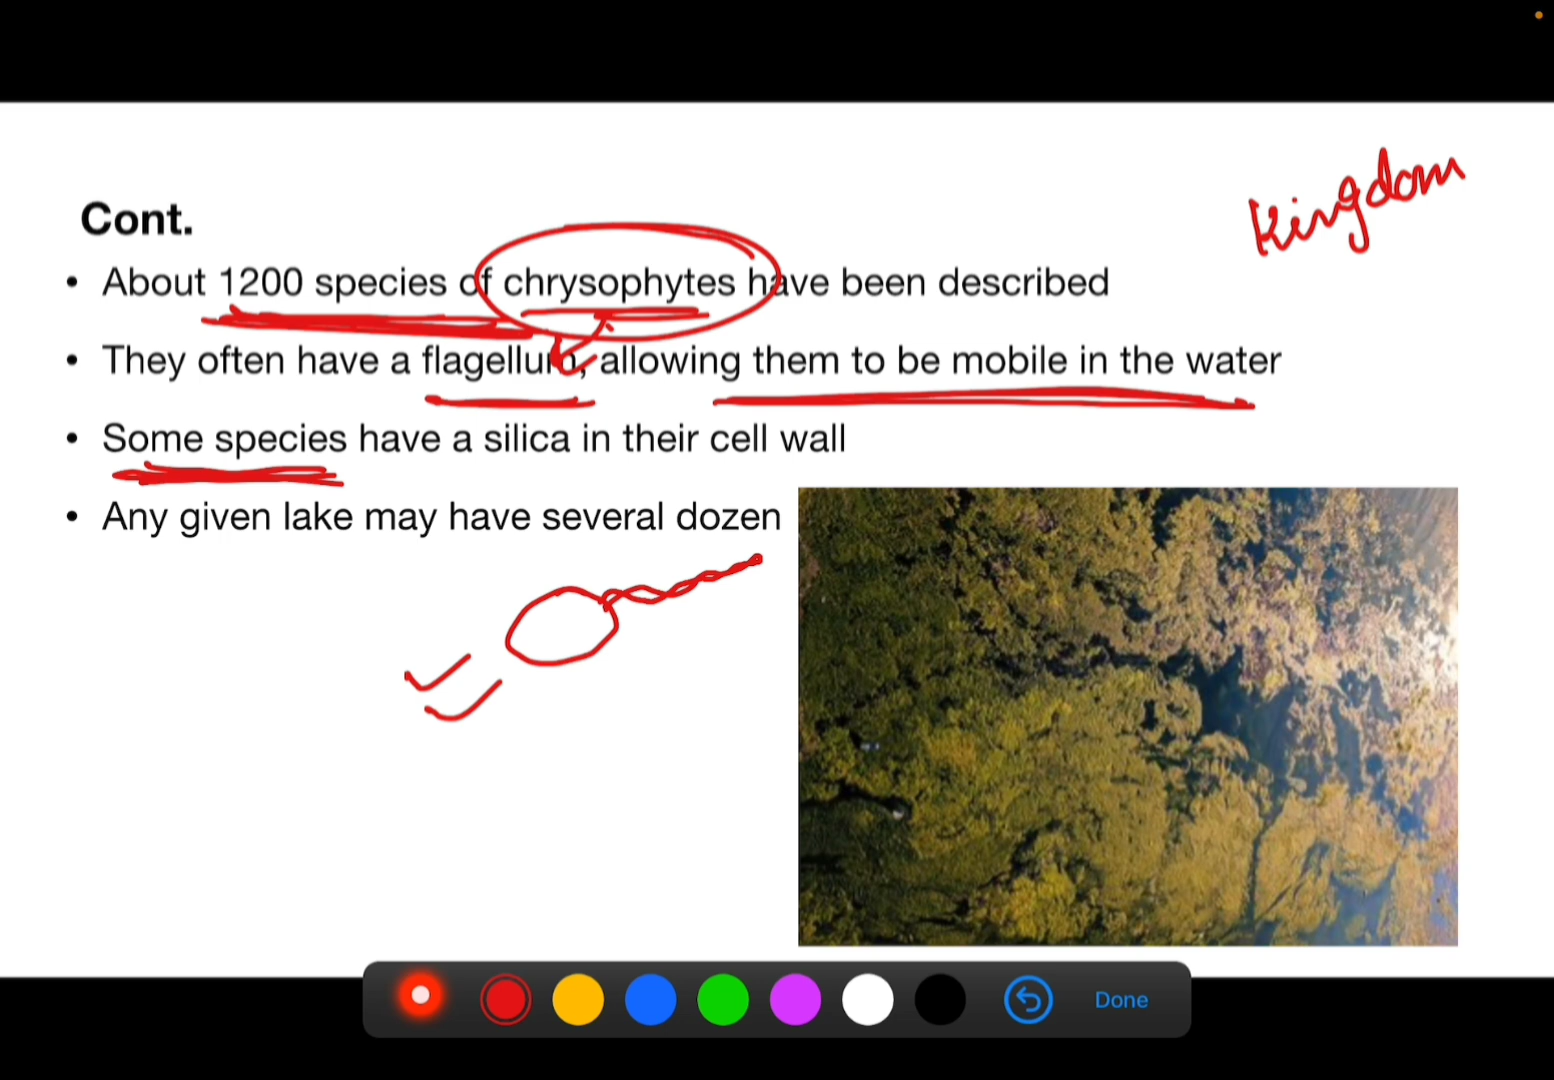 Kingdom
Cont.
• About 1200 species of chrysophytes have been described
• They often have a flagellum, allowing them to be mobile in the water
• Some species have a silica in their cell wall
• Any given lake may have several dozen
Done